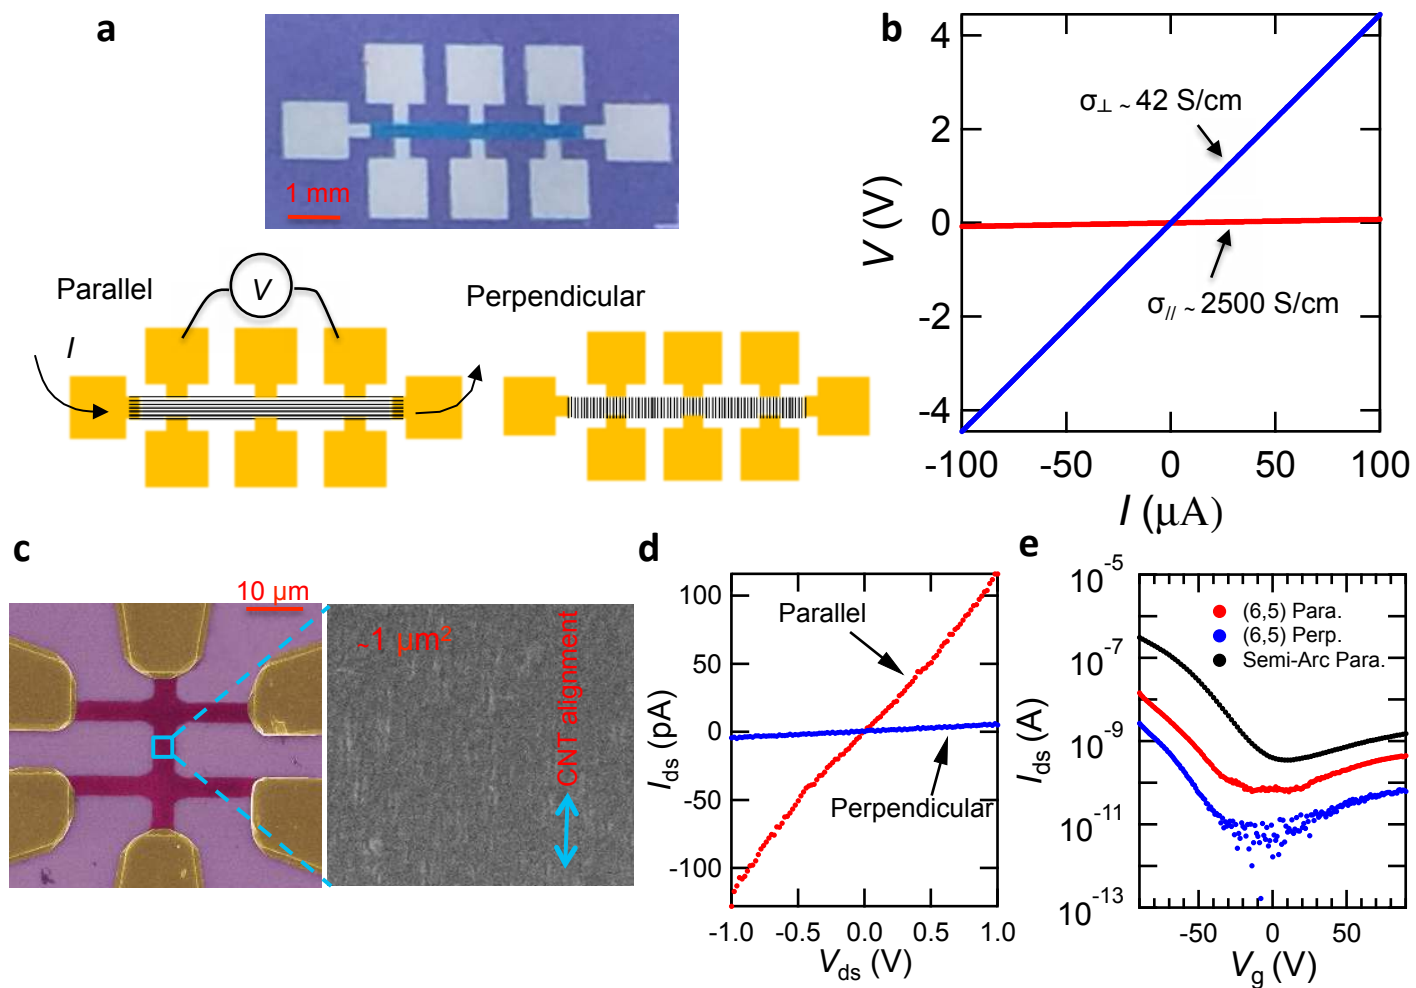 a
1 mm
Parallel
V
Perpendicular
I
b
4
2
0
-2
-4
V (V)
σ⊥ ~ 42 S/cm
σ// ~ 2500 S/cm
-100
-50
0
50
100
I (μA)
c
10 μm
~1 μm²
CNT alignment
d
100
50
0
-50
-100
Ids (pA)
Parallel
Perpendicular
-1.0
-0.5
0.0
0.5
1.0
Vds (V)
e
10⁻⁵
10⁻⁷
10⁻⁹
10⁻¹¹
10⁻¹³
Ids (A)
(6,5) Para.
(6,5) Perp.
Semi-Arc Para.
-50
0
50
Vg (V)